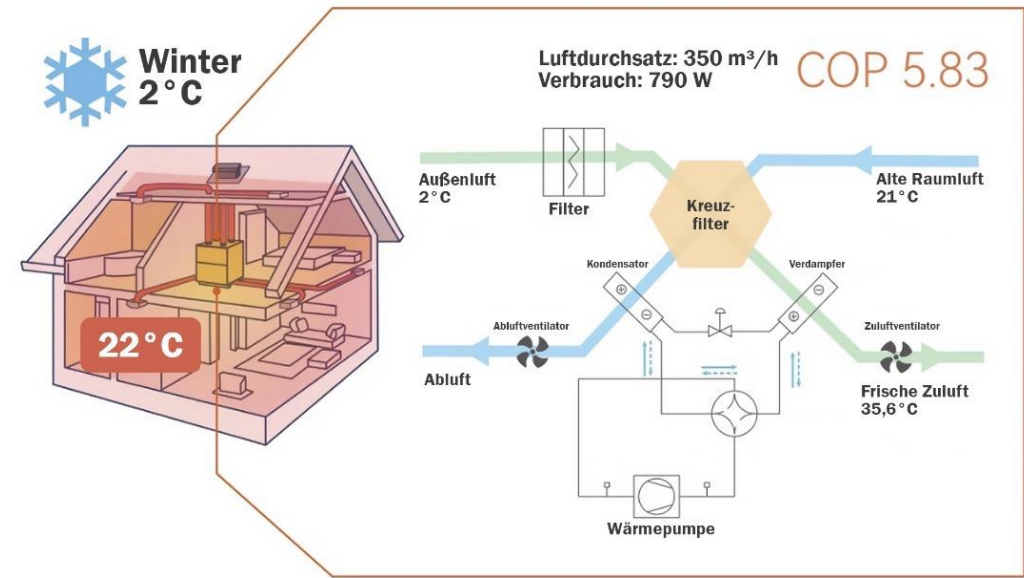 Winter
2°C
Luftdurchsatz: 350 m³/h
Verbrauch: 790 W
COP 5.83
Außenluft
2°C
Filter
Kreuz-
filter
Alte Raumluft
21°C
Kondensator
Verdampfer
22°C
Abluftventilator
Abluft
Zuluftventilator
Frische Zuluft
35,6°C
Wärmepumpe